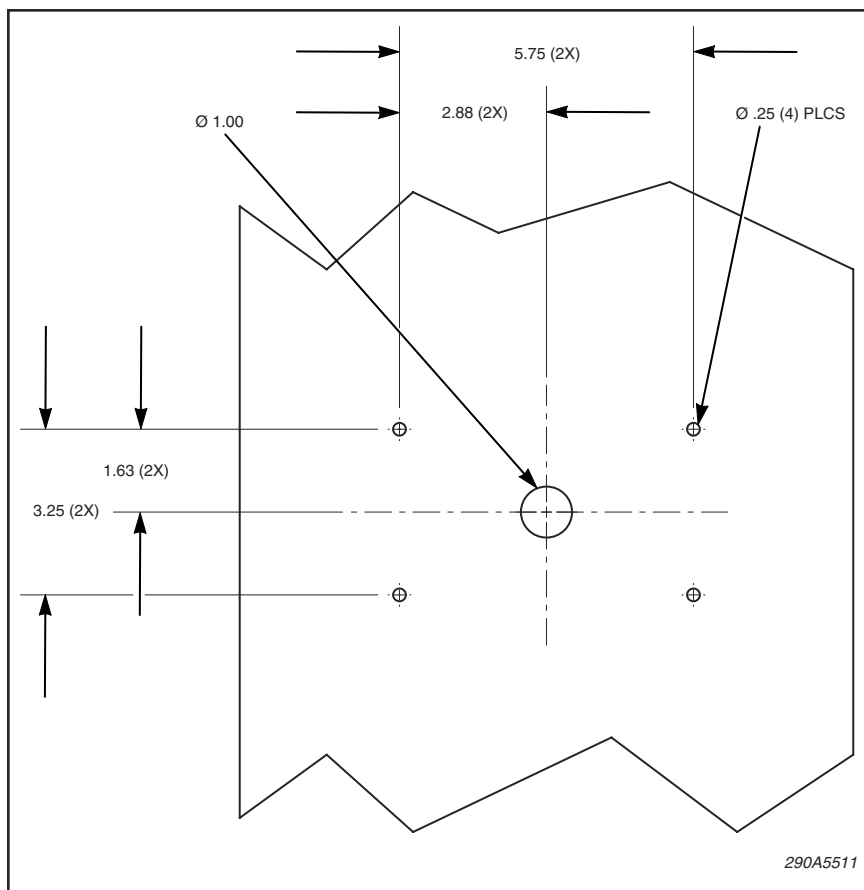 5.75 (2X)
2.88 (2X)
Ø 1.00
Ø .25 (4) PLCS
1.63 (2X)
3.25 (2X)
290A5511